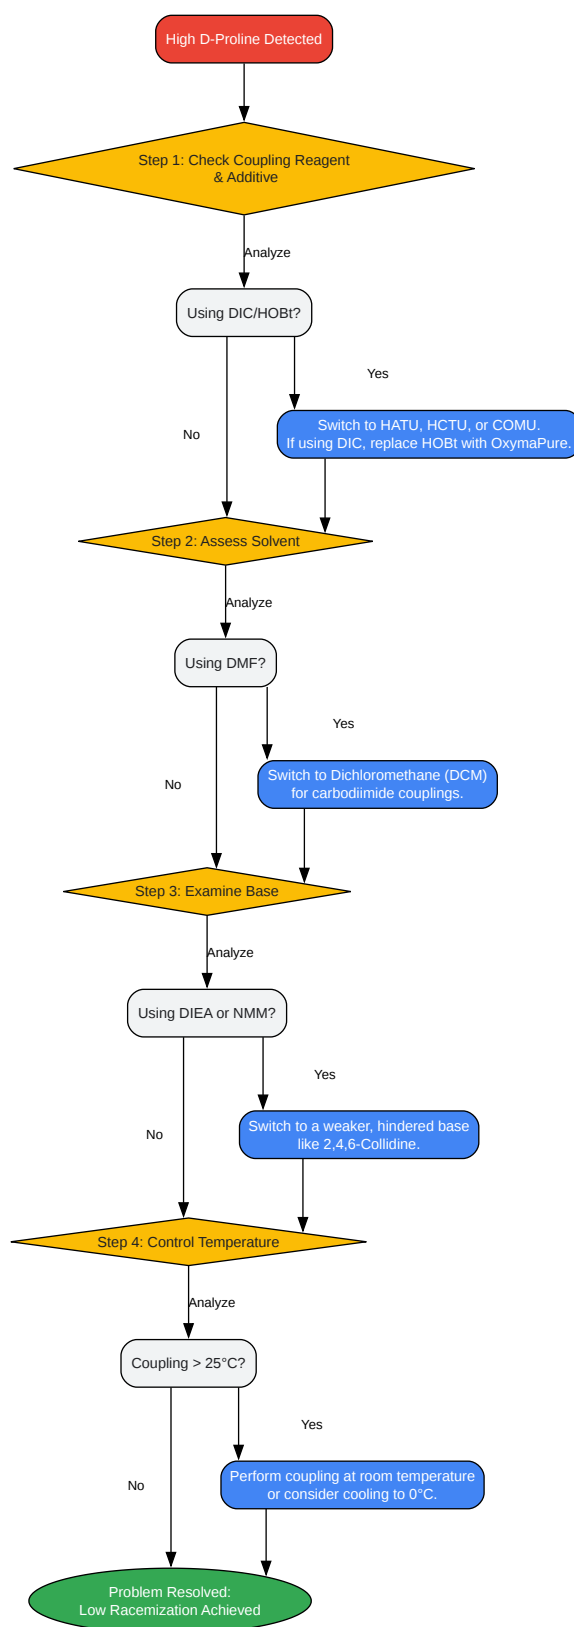 High D-Proline Detected
Step 1: Check Coupling Reagent
& Additive
Analyze
Using DIC/HOBt?
Yes
No
Switch to HATU, HCTU, or COMU.
If using DIC, replace HOBt with OxymaPure.
Step 2: Assess Solvent
Analyze
Using DMF?
Yes
No
Switch to Dichloromethane (DCM)
for carbodiimide couplings.
Step 3: Examine Base
Analyze
Using DIEA or NMM?
Yes
No
Switch to a weaker, hindered base
like 2,4,6-Collidine.
Step 4: Control Temperature
Analyze
Coupling > 25°C?
Yes
No
Perform coupling at room temperature
or consider cooling to 0°C.
Problem Resolved:
Low Racemization Achieved